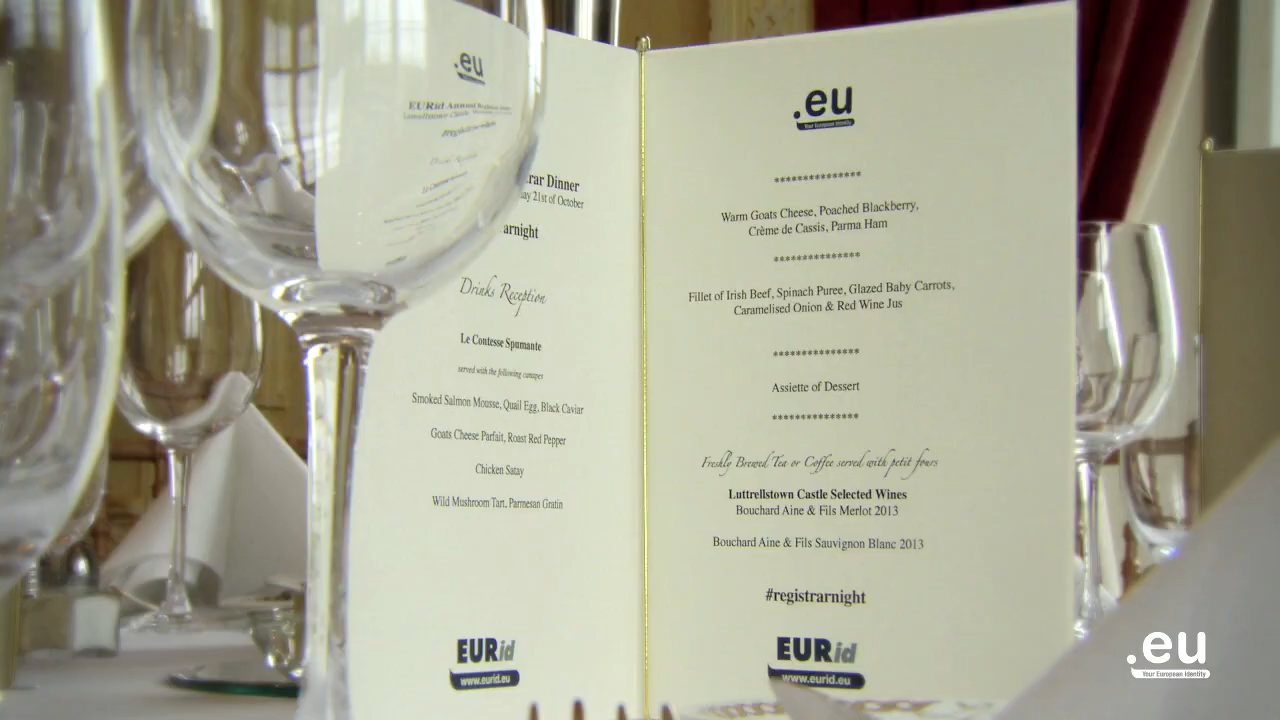 .eu
EURid Annual
rar Dinner
ay 21st of October
arnight
Drinks Reception
Le Contesse Spumante
served with the following canapes
Smoked Salmon Mousse, Quail Egg, Black Caviar
Goats Cheese Parfait, Roast Red Pepper
Chicken Satay
Wild Mushroom Tart, Parmesan Gratin
EURid
www.eurid.eu
.eu
Your European Identity
***************
Warm Goats Cheese, Poached Blackberry,
Crème de Cassis, Parma Ham
***************
Fillet of Irish Beef, Spinach Puree, Glazed Baby Carrots,
Caramelised Onion & Red Wine Jus
***************
Assiette of Dessert
***************
Freshly Brewed Tea or Coffee served with petit fours
Luttrellstown Castle Selected Wines
Bouchard Aine & Fils Merlot 2013
Bouchard Aine & Fils Sauvignon Blanc 2013
#registrarnight
EURid
www.eurid.eu
.eu
Your European Identity